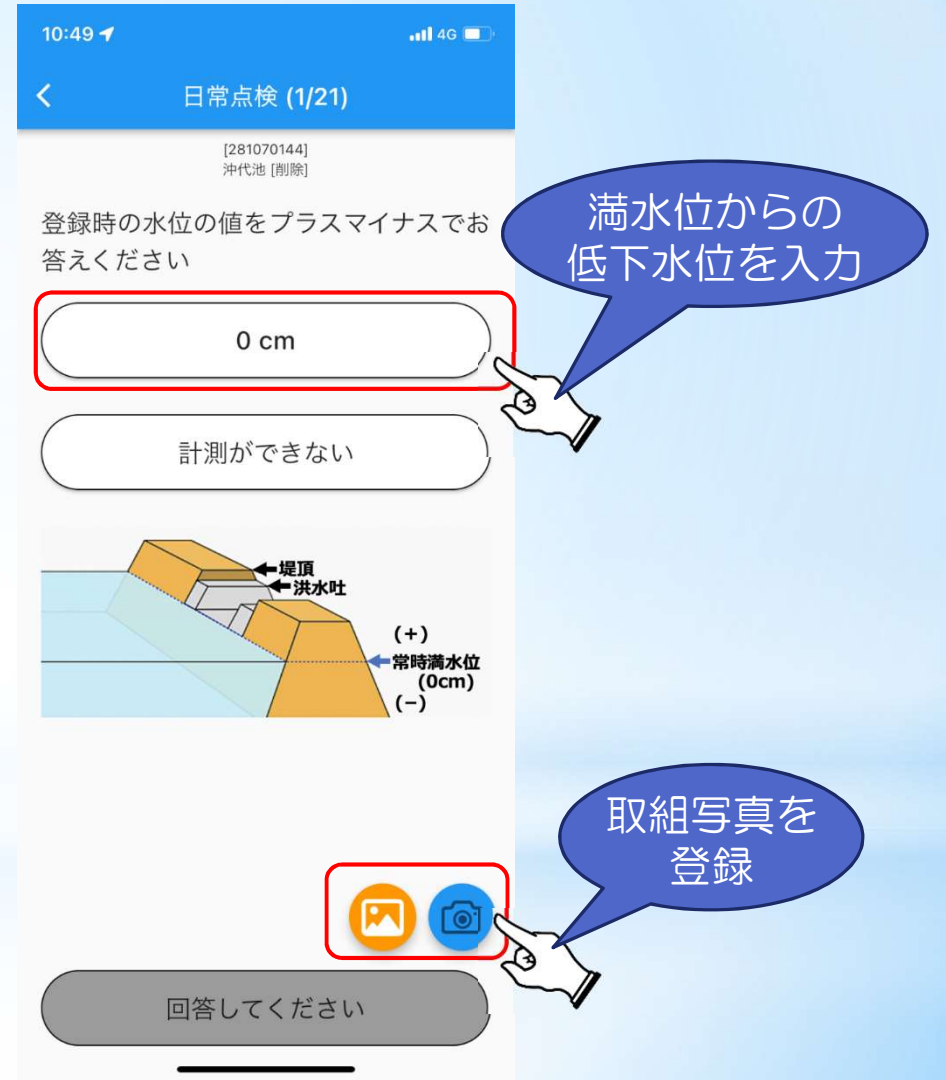 10:49
4G
日常点検 (1/21)
[281070144]
沖代池 [削除]
登録時の水位の値をプラスマイナスでお
答えください
0 cm
計測ができない
堤頂
洪水吐
(+)
常時満水位
(0cm)
(-)
回答してください
満水位からの
低下水位を入力
取組写真を
登録